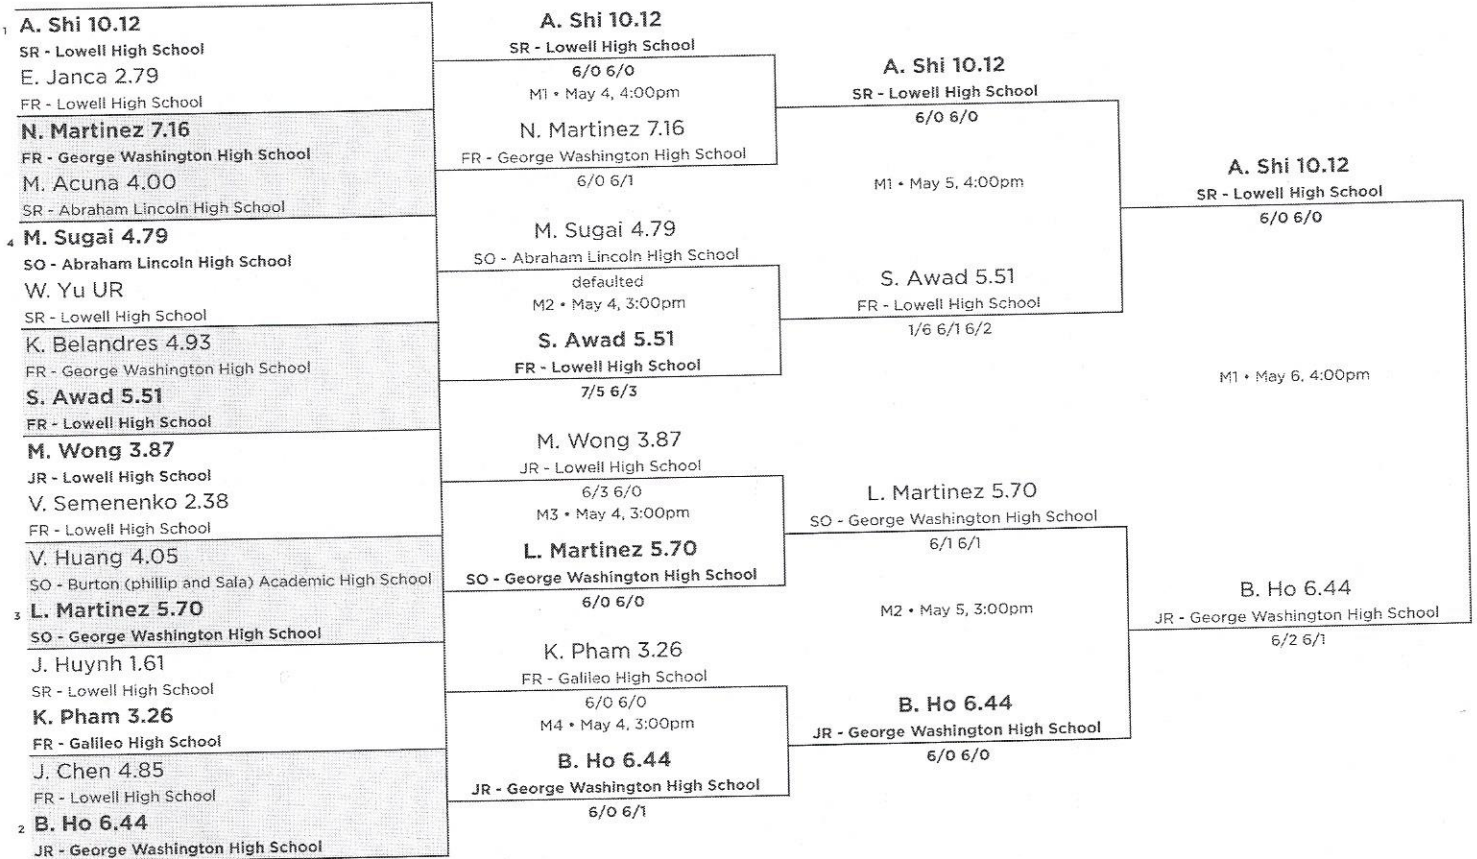 1 A. Shi 10.12
SR - Lowell High School
E. Janca 2.79
FR - Lowell High School
N. Martinez 7.16
FR - George Washington High School
M. Acuna 4.00
SR - Abraham Lincoln High School
4 M. Sugai 4.79
SO - Abraham Lincoln High School
W. Yu UR
SR - Lowell High School
K. Belandres 4.93
FR - George Washington High School
S. Awad 5.51
FR - Lowell High School
M. Wong 3.87
JR - Lowell High School
V. Semenenko 2.38
FR - Lowell High School
V. Huang 4.05
SO - Burton (phillip and Sala) Academic High School
3 L. Martinez 5.70
SO - George Washington High School
J. Huynh 1.61
SR - Lowell High School
K. Pham 3.26
FR - Galileo High School
J. Chen 4.85
FR - Lowell High School
2 B. Ho 6.44
JR - George Washington High School
A. Shi 10.12
SR - Lowell High School
6/0 6/0
M1 • May 4, 4:00pm
N. Martinez 7.16
FR - George Washington High School
6/0 6/1
M. Sugai 4.79
SO - Abraham Lincoln High School
defaulted
M2 • May 4, 3:00pm
S. Awad 5.51
FR - Lowell High School
7/5 6/3
M. Wong 3.87
JR - Lowell High School
6/3 6/0
M3 • May 4, 3:00pm
L. Martinez 5.70
SO - George Washington High School
6/0 6/0
K. Pham 3.26
FR - Galileo High School
6/0 6/0
M4 • May 4, 3:00pm
B. Ho 6.44
JR - George Washington High School
6/0 6/1
A. Shi 10.12
SR - Lowell High School
6/0 6/0
M1 • May 5, 4:00pm
S. Awad 5.51
FR - Lowell High School
1/6 6/1 6/2
L. Martinez 5.70
SO - George Washington High School
6/1 6/1
M2 • May 5, 3:00pm
B. Ho 6.44
JR - George Washington High School
6/0 6/0
A. Shi 10.12
SR - Lowell High School
6/0 6/0
M1 • May 6, 4:00pm
B. Ho 6.44
JR - George Washington High School
6/2 6/1